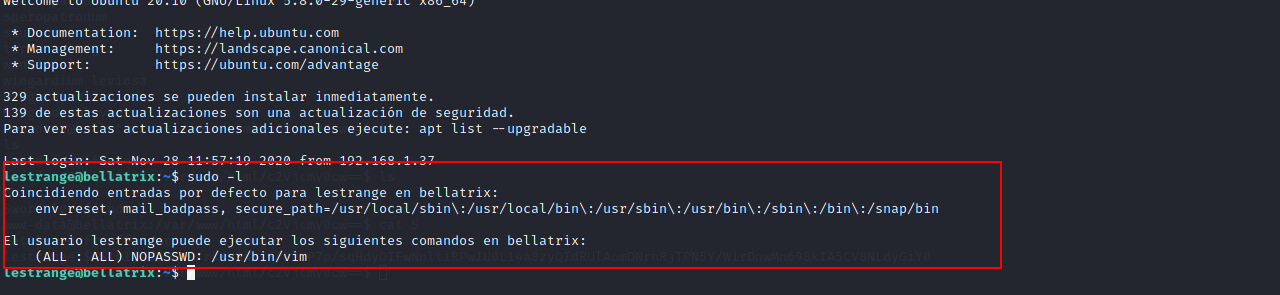 Welcome to Ubuntu 20.10 (GNU/Linux 5.8.0-29-generic x86_64)
 * Documentation:  https://help.ubuntu.com
 * Management:     https://landscape.canonical.com
 * Support:        https://ubuntu.com/advantage
329 actualizaciones se pueden instalar inmediatamente.
139 de estas actualizaciones son una actualización de seguridad.
Para ver estas actualizaciones adicionales ejecute: apt list --upgradable
Last login: Sat Nov 28 11:57:19 2020 from 192.168.1.37
lestrange@bellatrix:~$ sudo -l
Coincidiendo entradas por defecto para lestrange en bellatrix:
    env_reset, mail_badpass, secure_path=/usr/local/sbin\:/usr/local/bin\:/usr/sbin\:/usr/bin\:/sbin\:/bin\:/snap/bin
El usuario lestrange puede ejecutar los siguientes comandos en bellatrix:
    (ALL : ALL) NOPASSWD: /usr/bin/vim
lestrange@bellatrix:~$